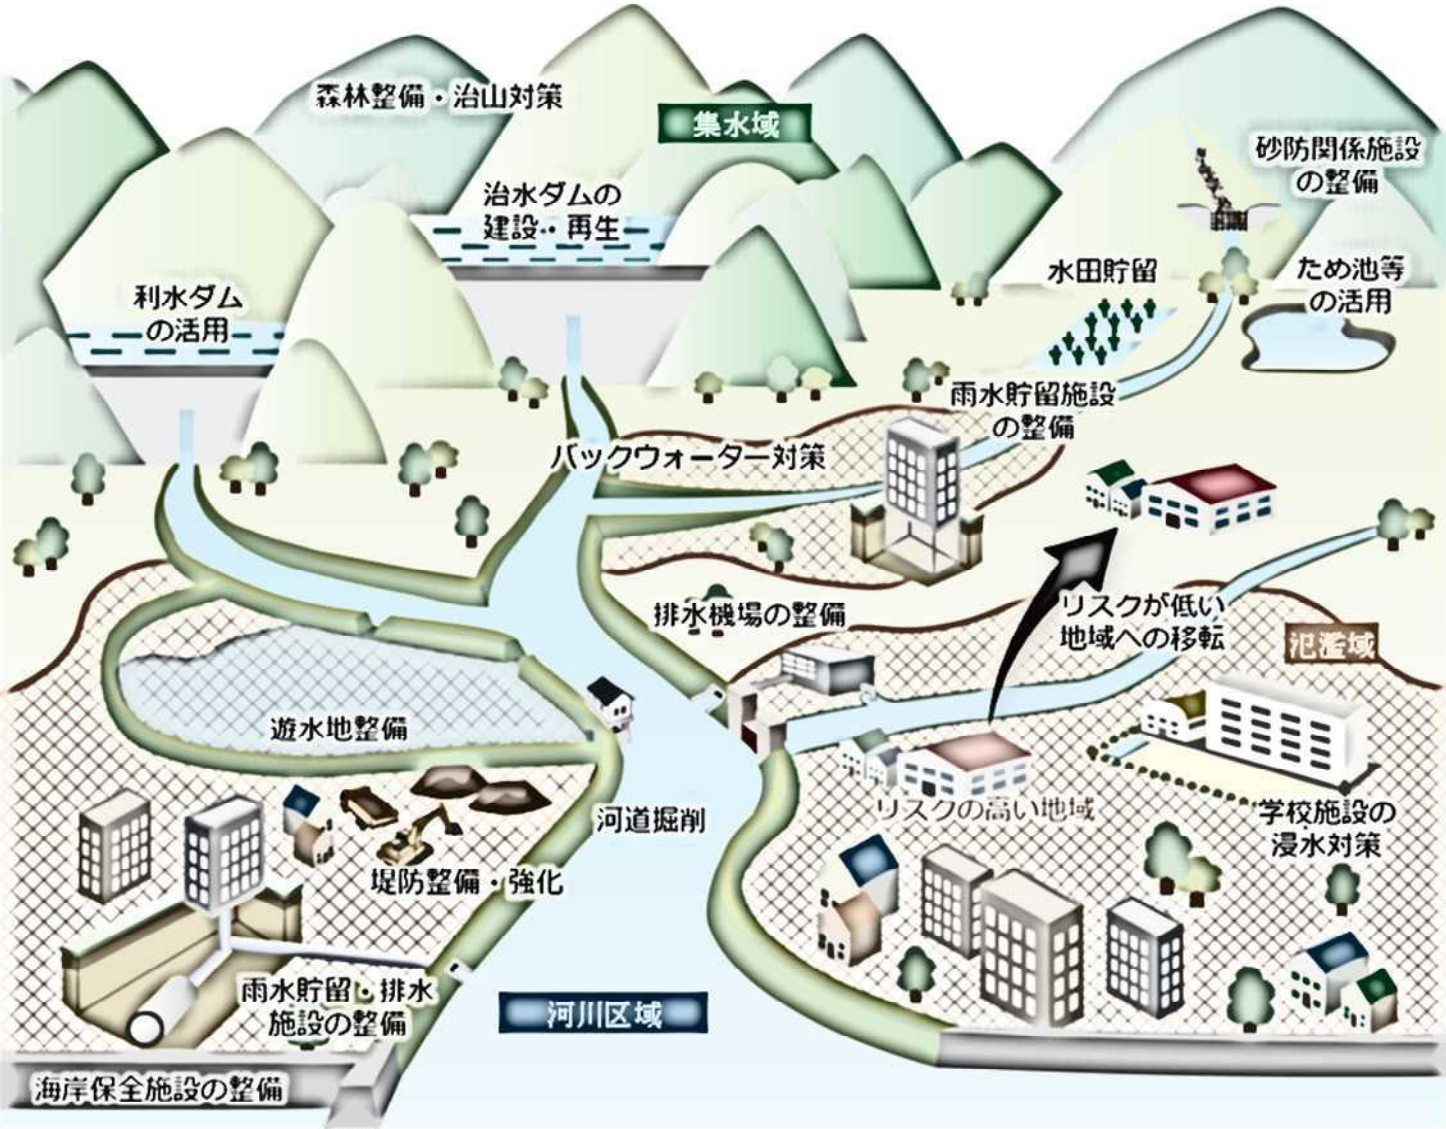 森林整備・治山対策
集水域
砂防関係施設
の整備
治水ダムの
建設・再生
水田貯留
ため池等
の活用
利水ダム
の活用
雨水貯留施設
の整備
バックウォーター対策
排水機場の整備
リスクが低い
地域への移転
氾濫域
遊水地整備
河道掘削
リスクの高い地域
学校施設の
浸水対策
堤防整備・強化
雨水貯留・排水
施設の整備
河川区域
海岸保全施設の整備